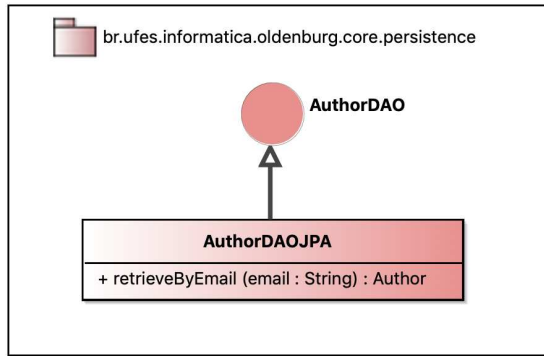 br.ufes.informatica.oldenburg.core.persistence
AuthorDAO
AuthorDAOJPA
+ retrieveByEmail (email : String) : Author